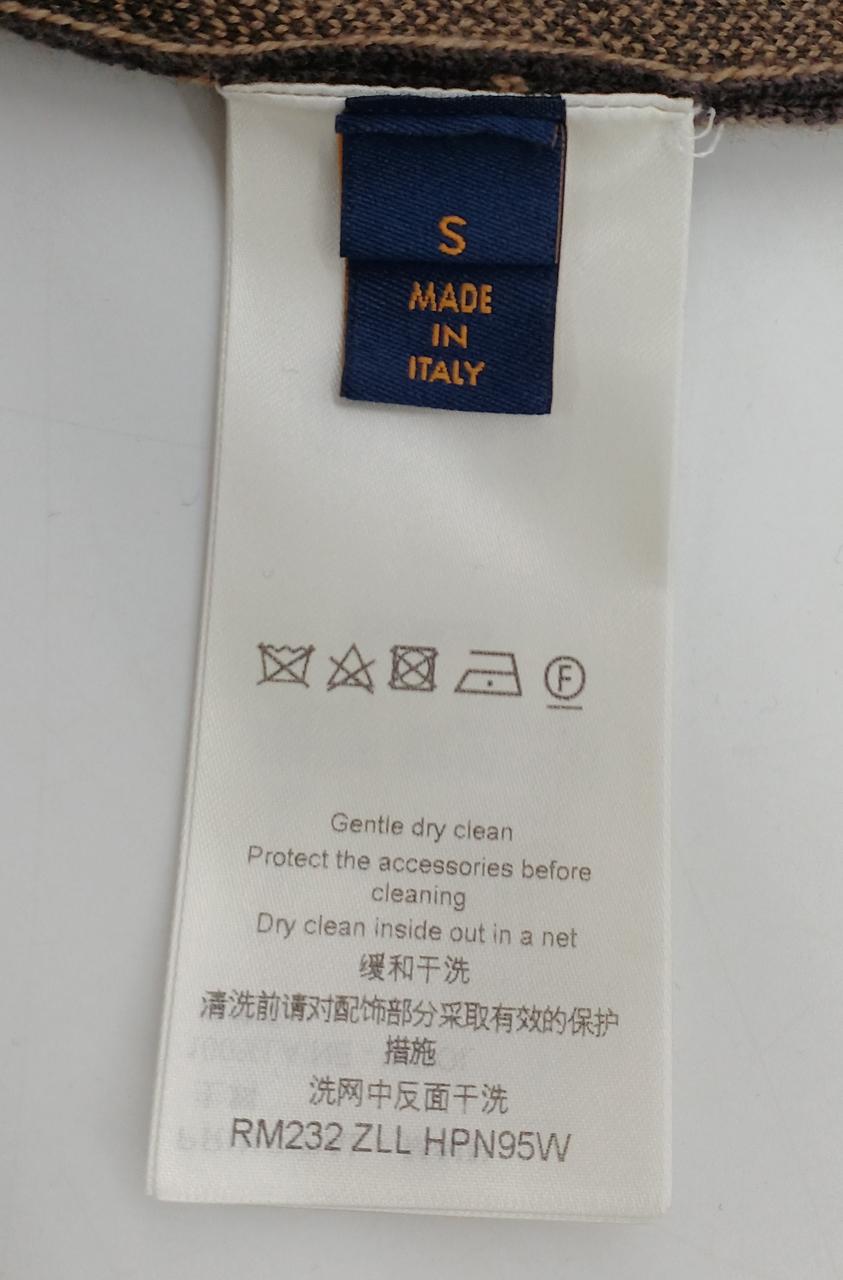 S
MADE
IN
ITALY
F
Gentle dry clean
Protect the accessories before
cleaning
Dry clean inside out in a net
缓和干洗
清洗前请对配饰部分采取有效的保护
措施
洗网中反面干洗
RM232 ZLL HPN95W